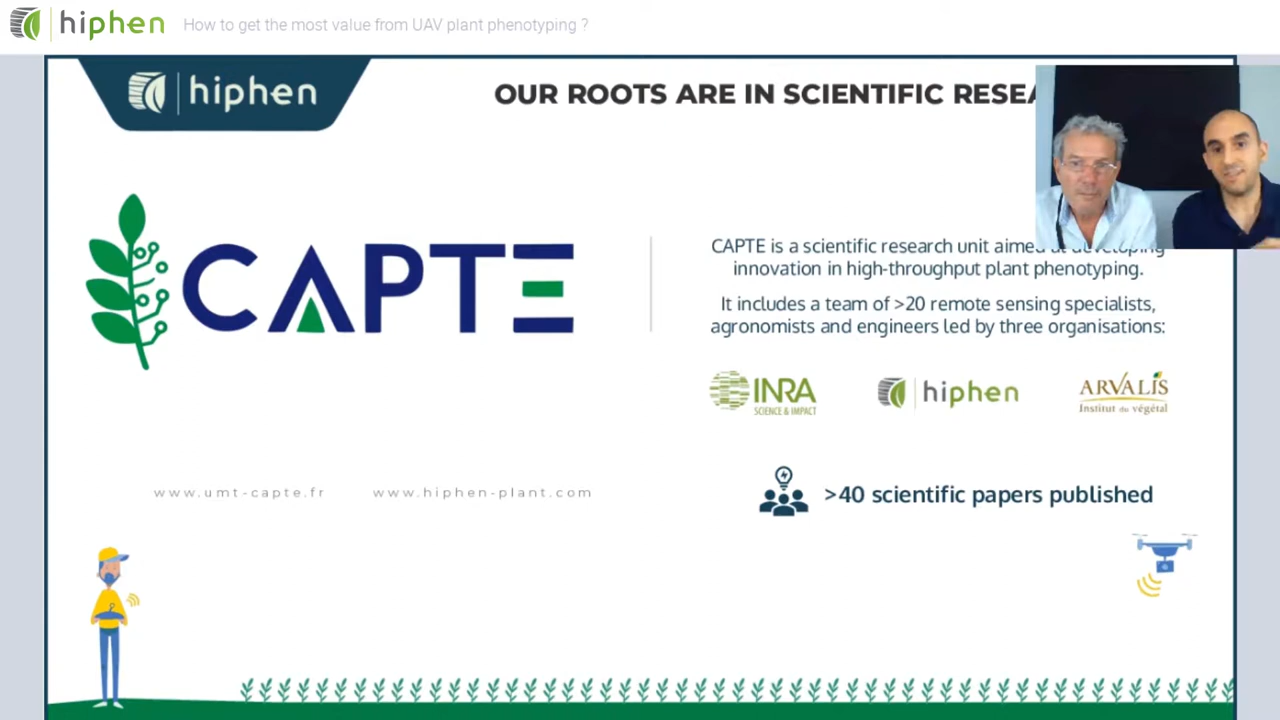 hiphen
How to get the most value from UAV plant phenotyping ?
hiphen
OUR ROOTS ARE IN SCIENTIFIC
CAPTE
CAPTE is a scientific research unit aimed at developing
innovation in high-throughput plant phenotyping.
It includes a team of >20 remote sensing specialists,
agronomists and engineers led by three organisations:
INRA
SCIENCE & IMPACT
hiphen
ARVALIS
Institut du végétal
www.umt-capte.fr
www.hiphen-plant.com
>40 scientific papers published